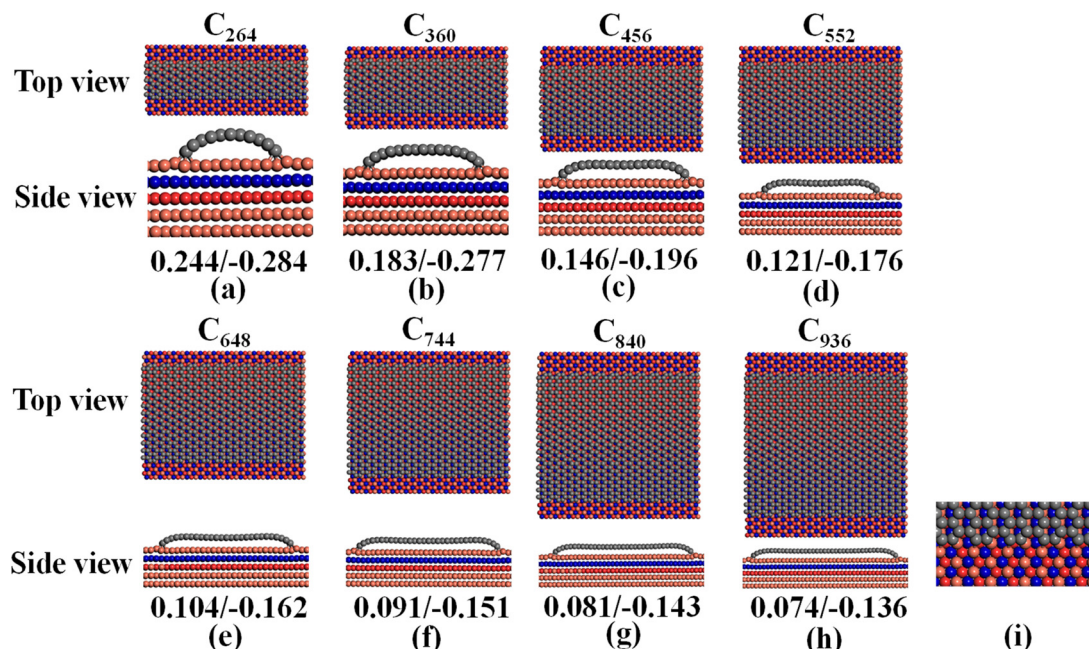 C264 C360 C456 C552
Top view
Side view
0.244/-0.284 0.183/-0.277 0.146/-0.196 0.121/-0.176
(a) (b) (c) (d)
C648 C744 C840 C936
Top view
Side view
0.104/-0.162 0.091/-0.151 0.081/-0.143 0.074/-0.136
(e) (f) (g) (h) (i)